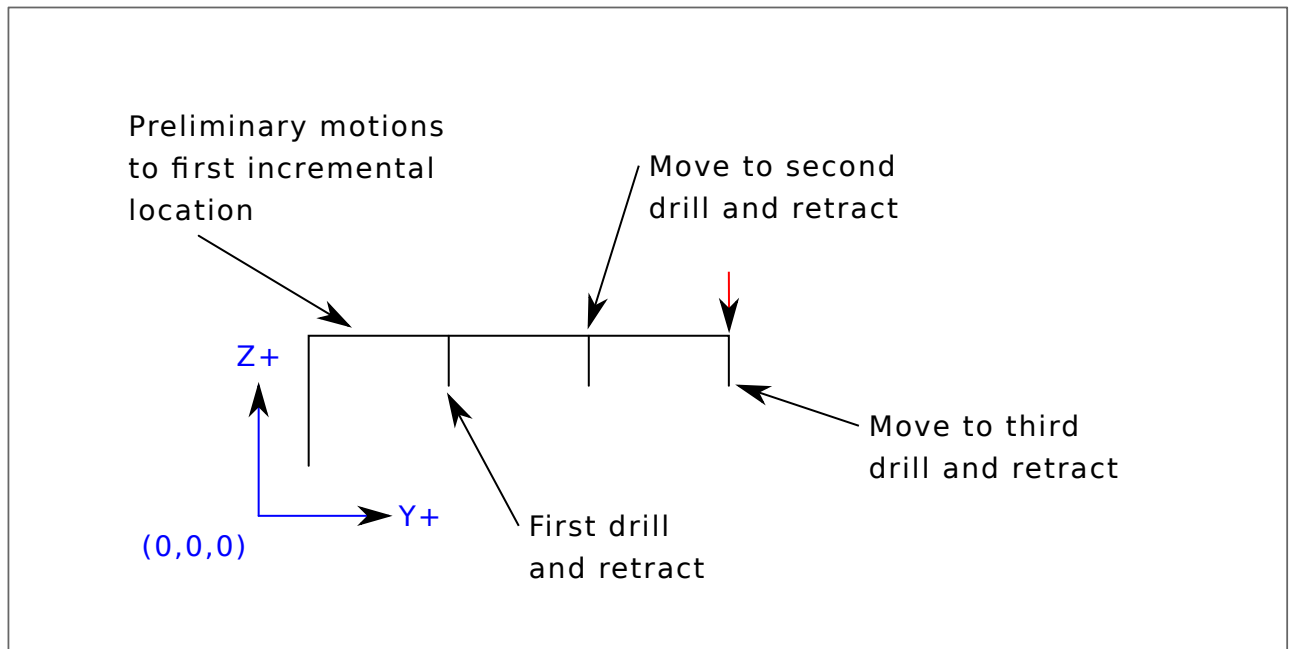 Preliminary motions
to first incremental
location
Move to second
drill and retract
Z+
Move to third
drill and retract
Y+
(0,0,0)
First drill
and retract